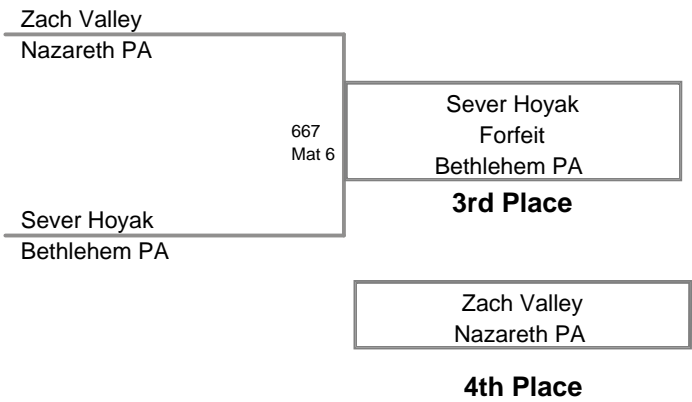 Zach Valley
Nazareth PA
667
Mat 6
Sever Hoyak
Forfeit
Bethlehem PA
3rd Place
Sever Hoyak
Bethlehem PA
Zach Valley
Nazareth PA
4th Place